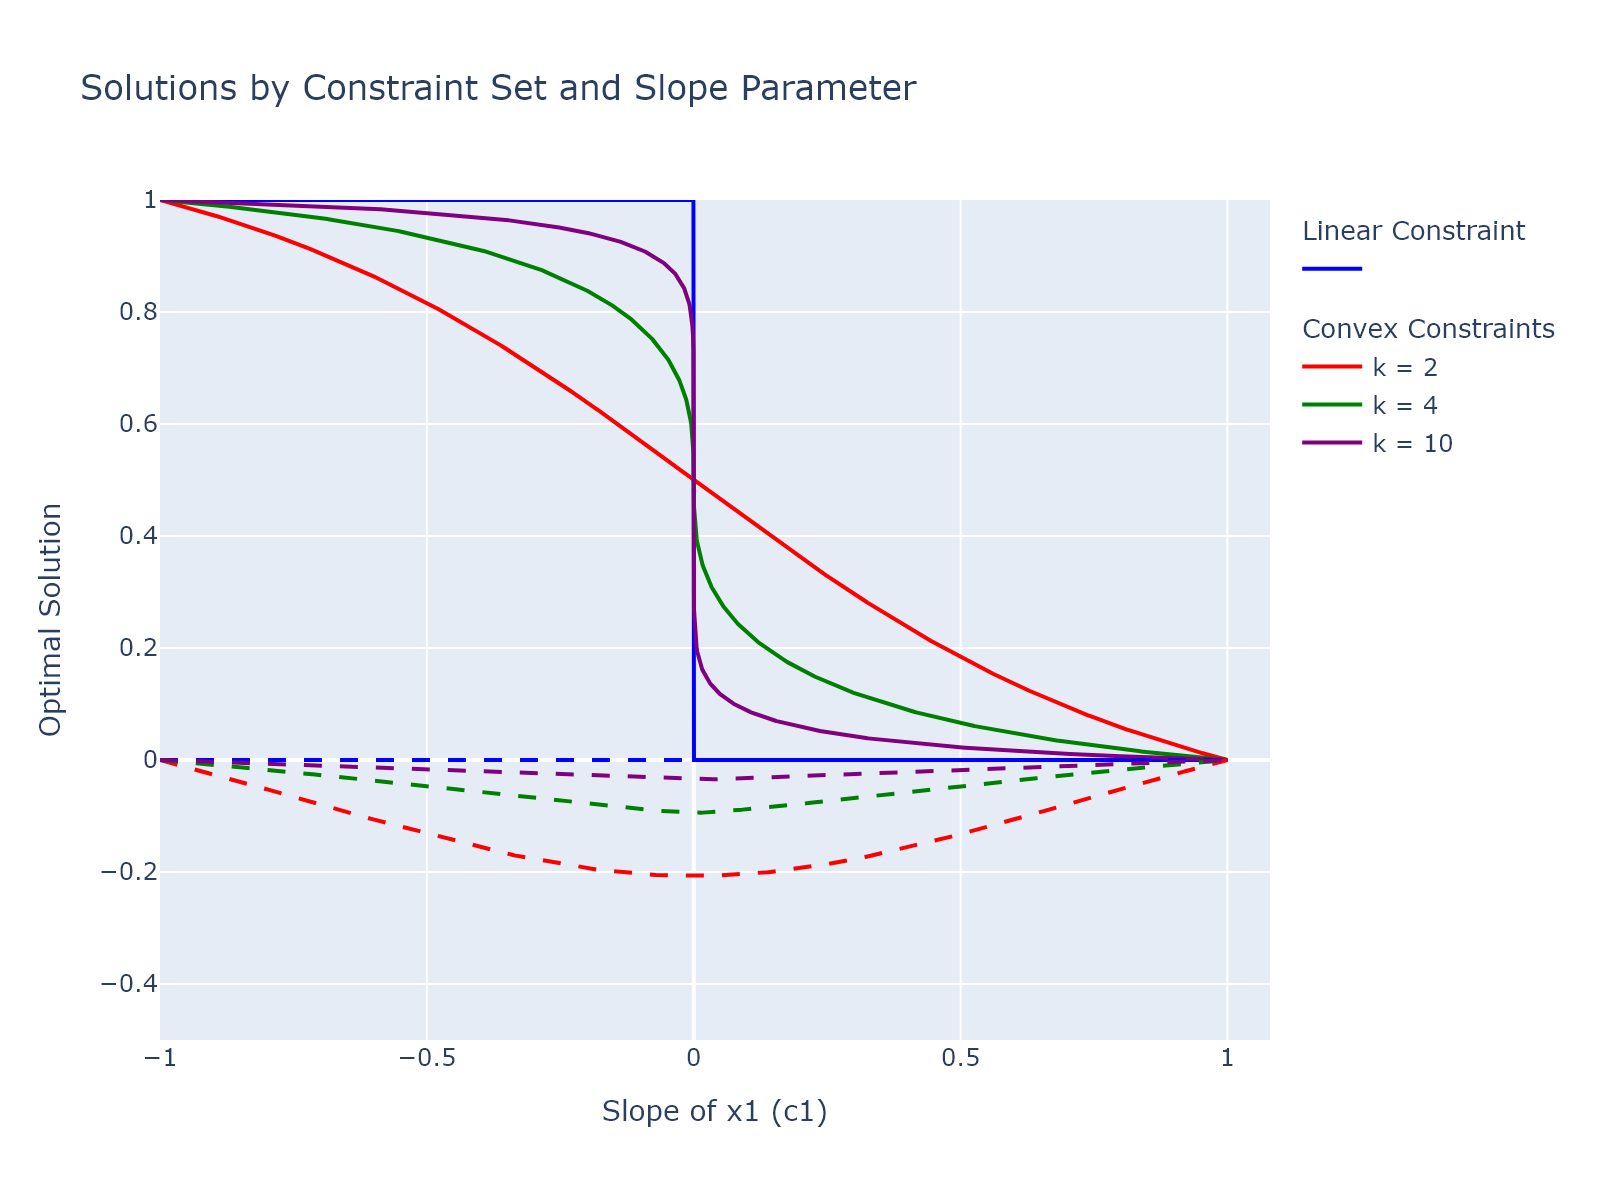 Solutions by Constraint Set and Slope Parameter
1
0.8
0.6
0.4
0.2
0
−0.2
−0.4
Optimal Solution
−1
−0.5
0
0.5
1
Slope of x1 (c1)
Linear Constraint
Convex Constraints
k = 2
k = 4
k = 10